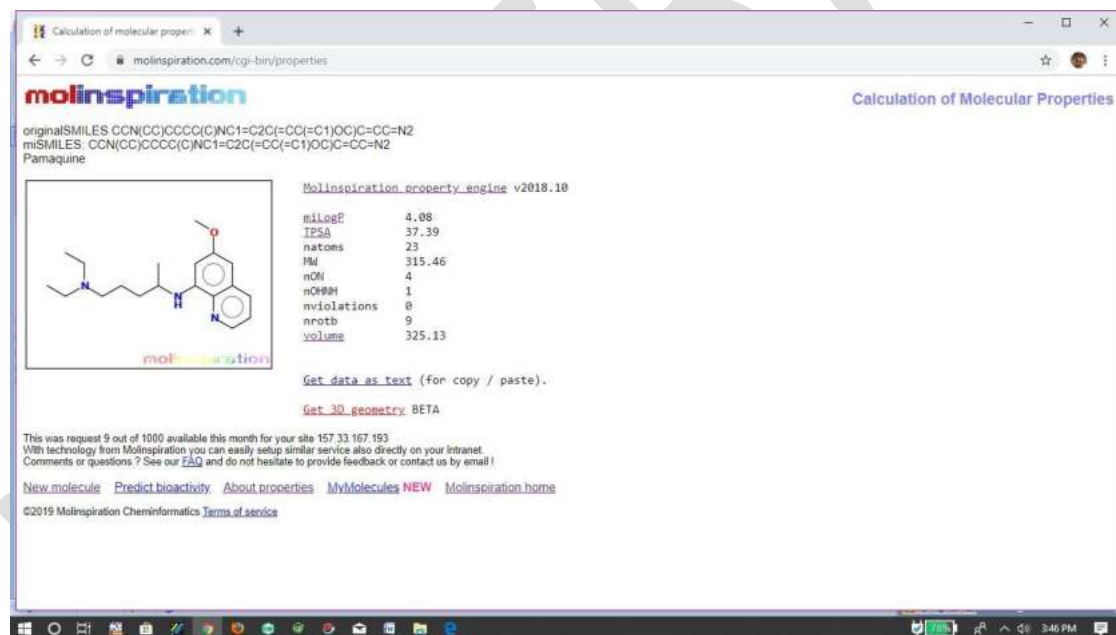 Calculation of molecular propert
molinspiration.com/cgi-bin/properties
molinspiration
Calculation of Molecular Properties
originalSMILES CCN(CC)CCCC(C)NC1=C2C(=CC(=C1)OC)C=CC=N2
miSMILES: CCN(CC)CCCC(C)NC1=C2C(=CC(=C1)OC)C=CC=N2
Pamaquine
Molinspiration property engine v2018.10
miLogP 4.08
TPSA 37.39
natoms 23
MW 315.46
nON 4
nOHNH 1
nviolations 0
nrotb 9
volume 325.13
O
N
N
H
N
molinspiration
Get data as text (for copy / paste).
Get 3D geometry BETA
This was request 9 out of 1000 available this month for your site 157.33.167.193
With technology from Molinspiration you can easily setup similar service also directly on your intranet.
Comments or questions ? See our FAQ and do not hesitate to provide feedback or contact us by email !
New molecule Predict bioactivity About properties MyMolecules NEW Molinspiration home
©2019 Molinspiration Cheminformatics Terms of service
78% 3:46 PM